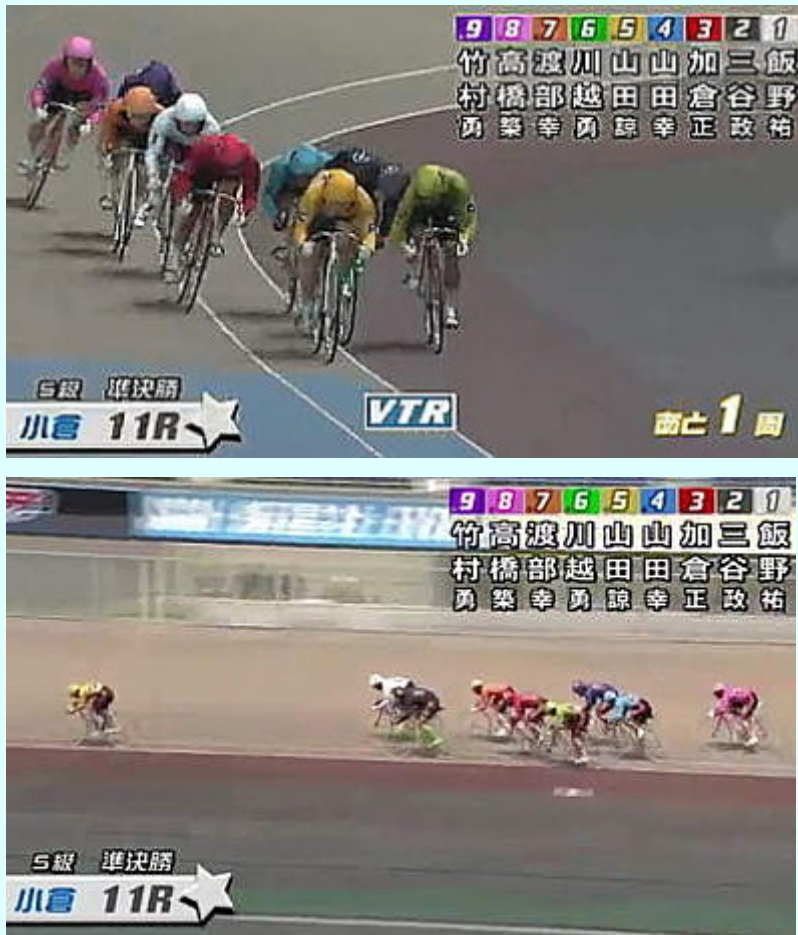 9 8 7 6 5 4 3 2 1
竹 高 渡 川 山 山 加 三 飯
村 橋 部 越 田 田 倉 谷 野
勇 築 幸 勇 諒 幸 正 政 祐
S級 準決勝
小倉 11R
VTR
あと1周
9 8 7 6 5 4 3 2 1
竹 高 渡 川 山 山 加 三 飯
村 橋 部 越 田 田 倉 谷 野
勇 築 幸 勇 諒 幸 正 政 祐
S級 準決勝
小倉 11R